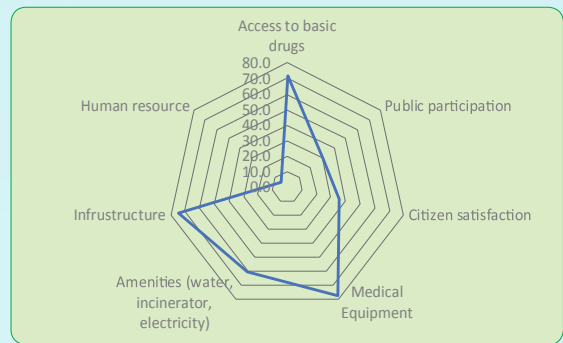 Access to basic
drugs
80.0
70.0
60.0
50.0
40.0
30.0
20.0
10.0
0.0
Human resource
Public participation
Infrustructure
Citizen satisfaction
Amenities (water,
incinerator,
electricity)
Medical
Equipment